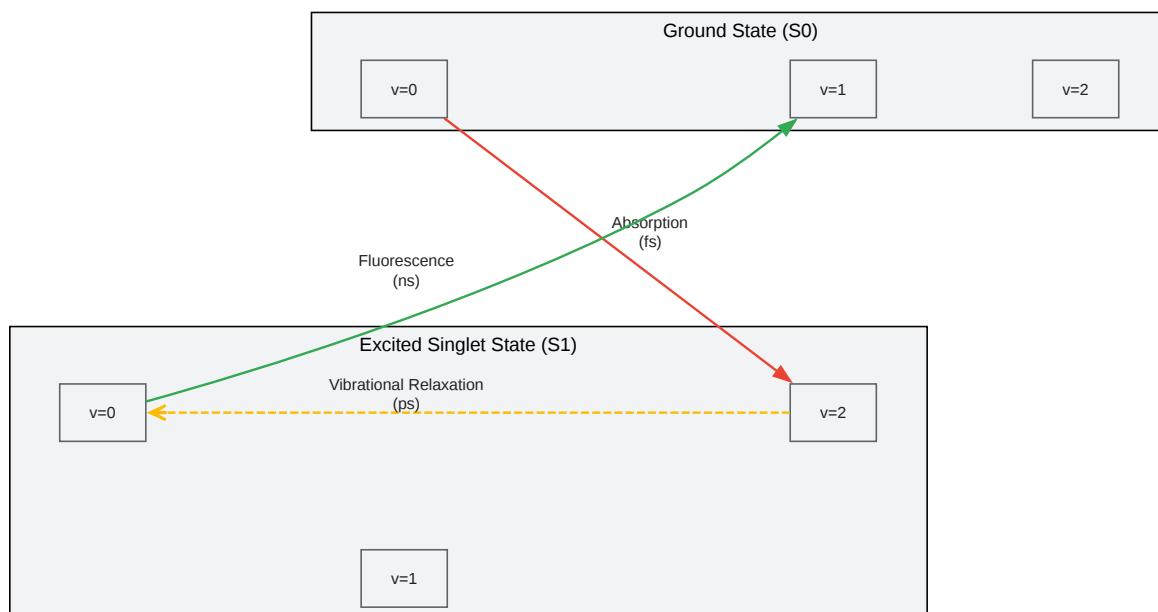 Ground State (S0)
v=0
v=1
v=2
Absorption
(fs)
Fluorescence
(ns)
Excited Singlet State (S1)
Vibrational Relaxation
(ps)
v=0
v=2
v=1